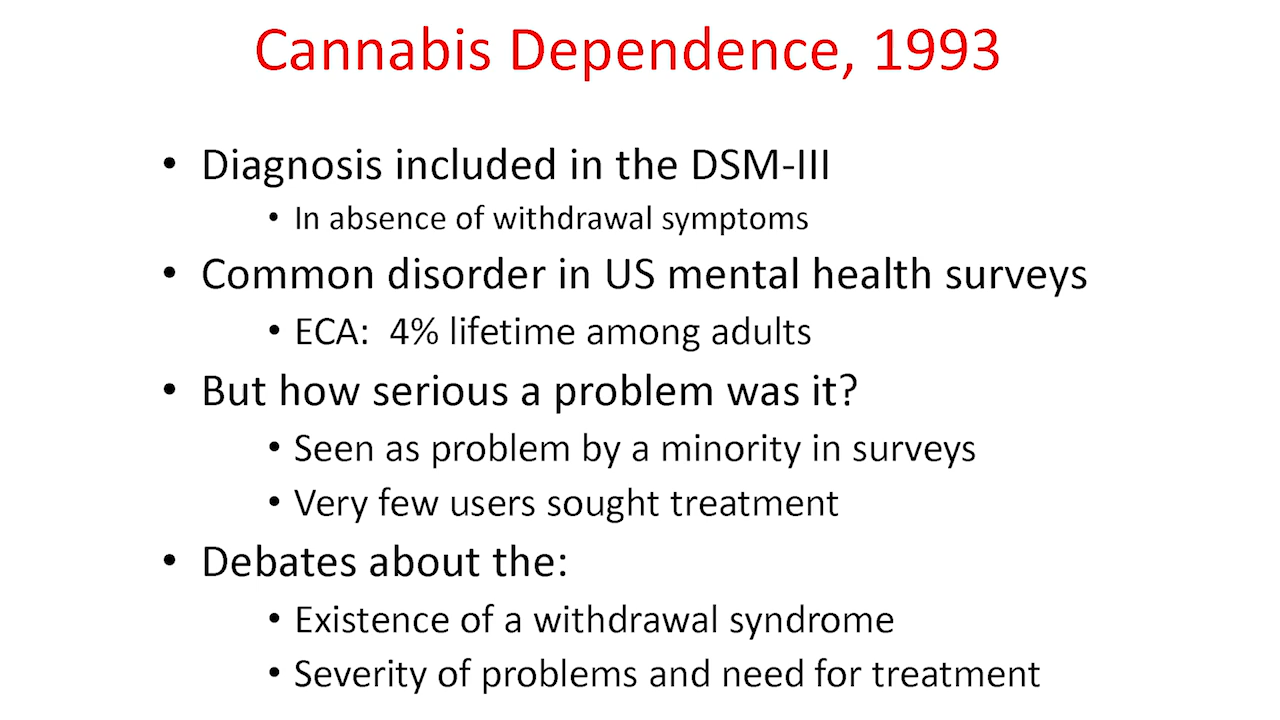 Cannabis Dependence, 1993
• Diagnosis included in the DSM-III
• In absence of withdrawal symptoms
• Common disorder in US mental health surveys
• ECA:  4% lifetime among adults
• But how serious a problem was it?
• Seen as problem by a minority in surveys
• Very few users sought treatment
• Debates about the:
• Existence of a withdrawal syndrome
• Severity of problems and need for treatment